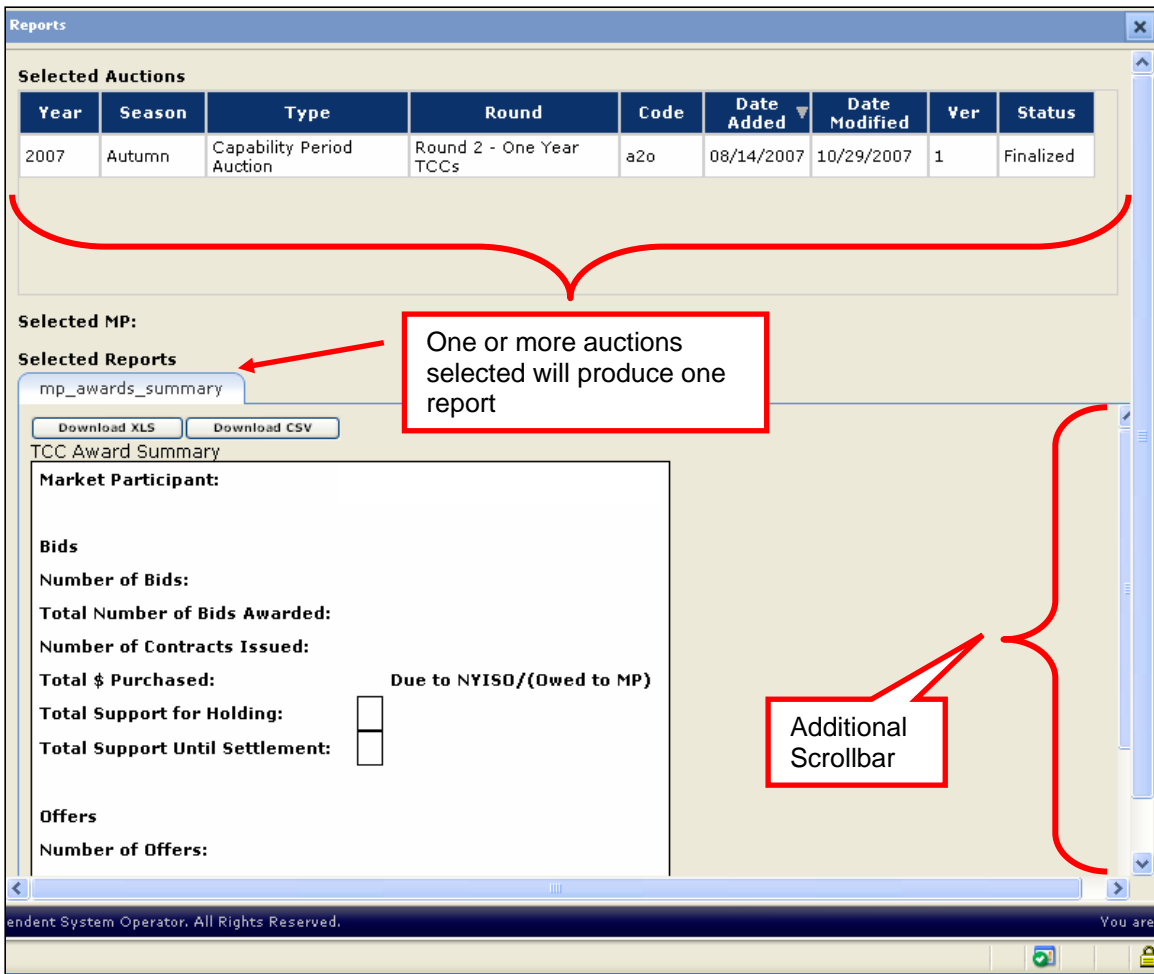 Reports
Selected Auctions
Year Season Type Round Code Date Added Date Modified Ver Status
2007 Autumn Capability Period Auction Round 2 - One Year TCCs a2o 08/14/2007 10/29/2007 1 Finalized
Selected MP:
One or more auctions
selected will produce one
report
Selected Reports
mp_awards_summary
Download XLS Download CSV
TCC Award Summary
Market Participant:
Bids
Number of Bids:
Total Number of Bids Awarded:
Number of Contracts Issued:
Total $ Purchased: Due to NYISO/(Owed to MP)
Total Support for Holding:
Total Support Until Settlement:
Additional
Scrollbar
Offers
Number of Offers:
endent System Operator. All Rights Reserved. You are